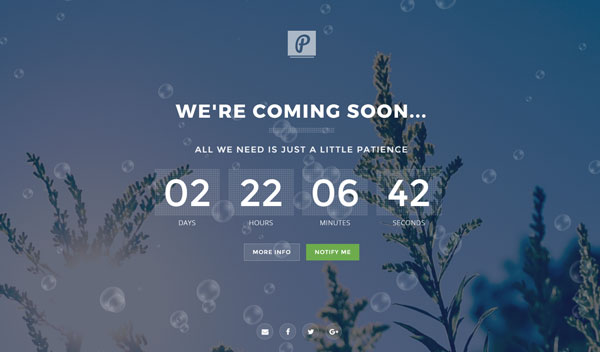 P
WE'RE COMING SOON...
ALL WE NEED IS JUST A LITTLE PATIENCE
02 22 06 42
DAYS HOURS MINUTES SECONDS
MORE INFO NOTIFY ME
f G+